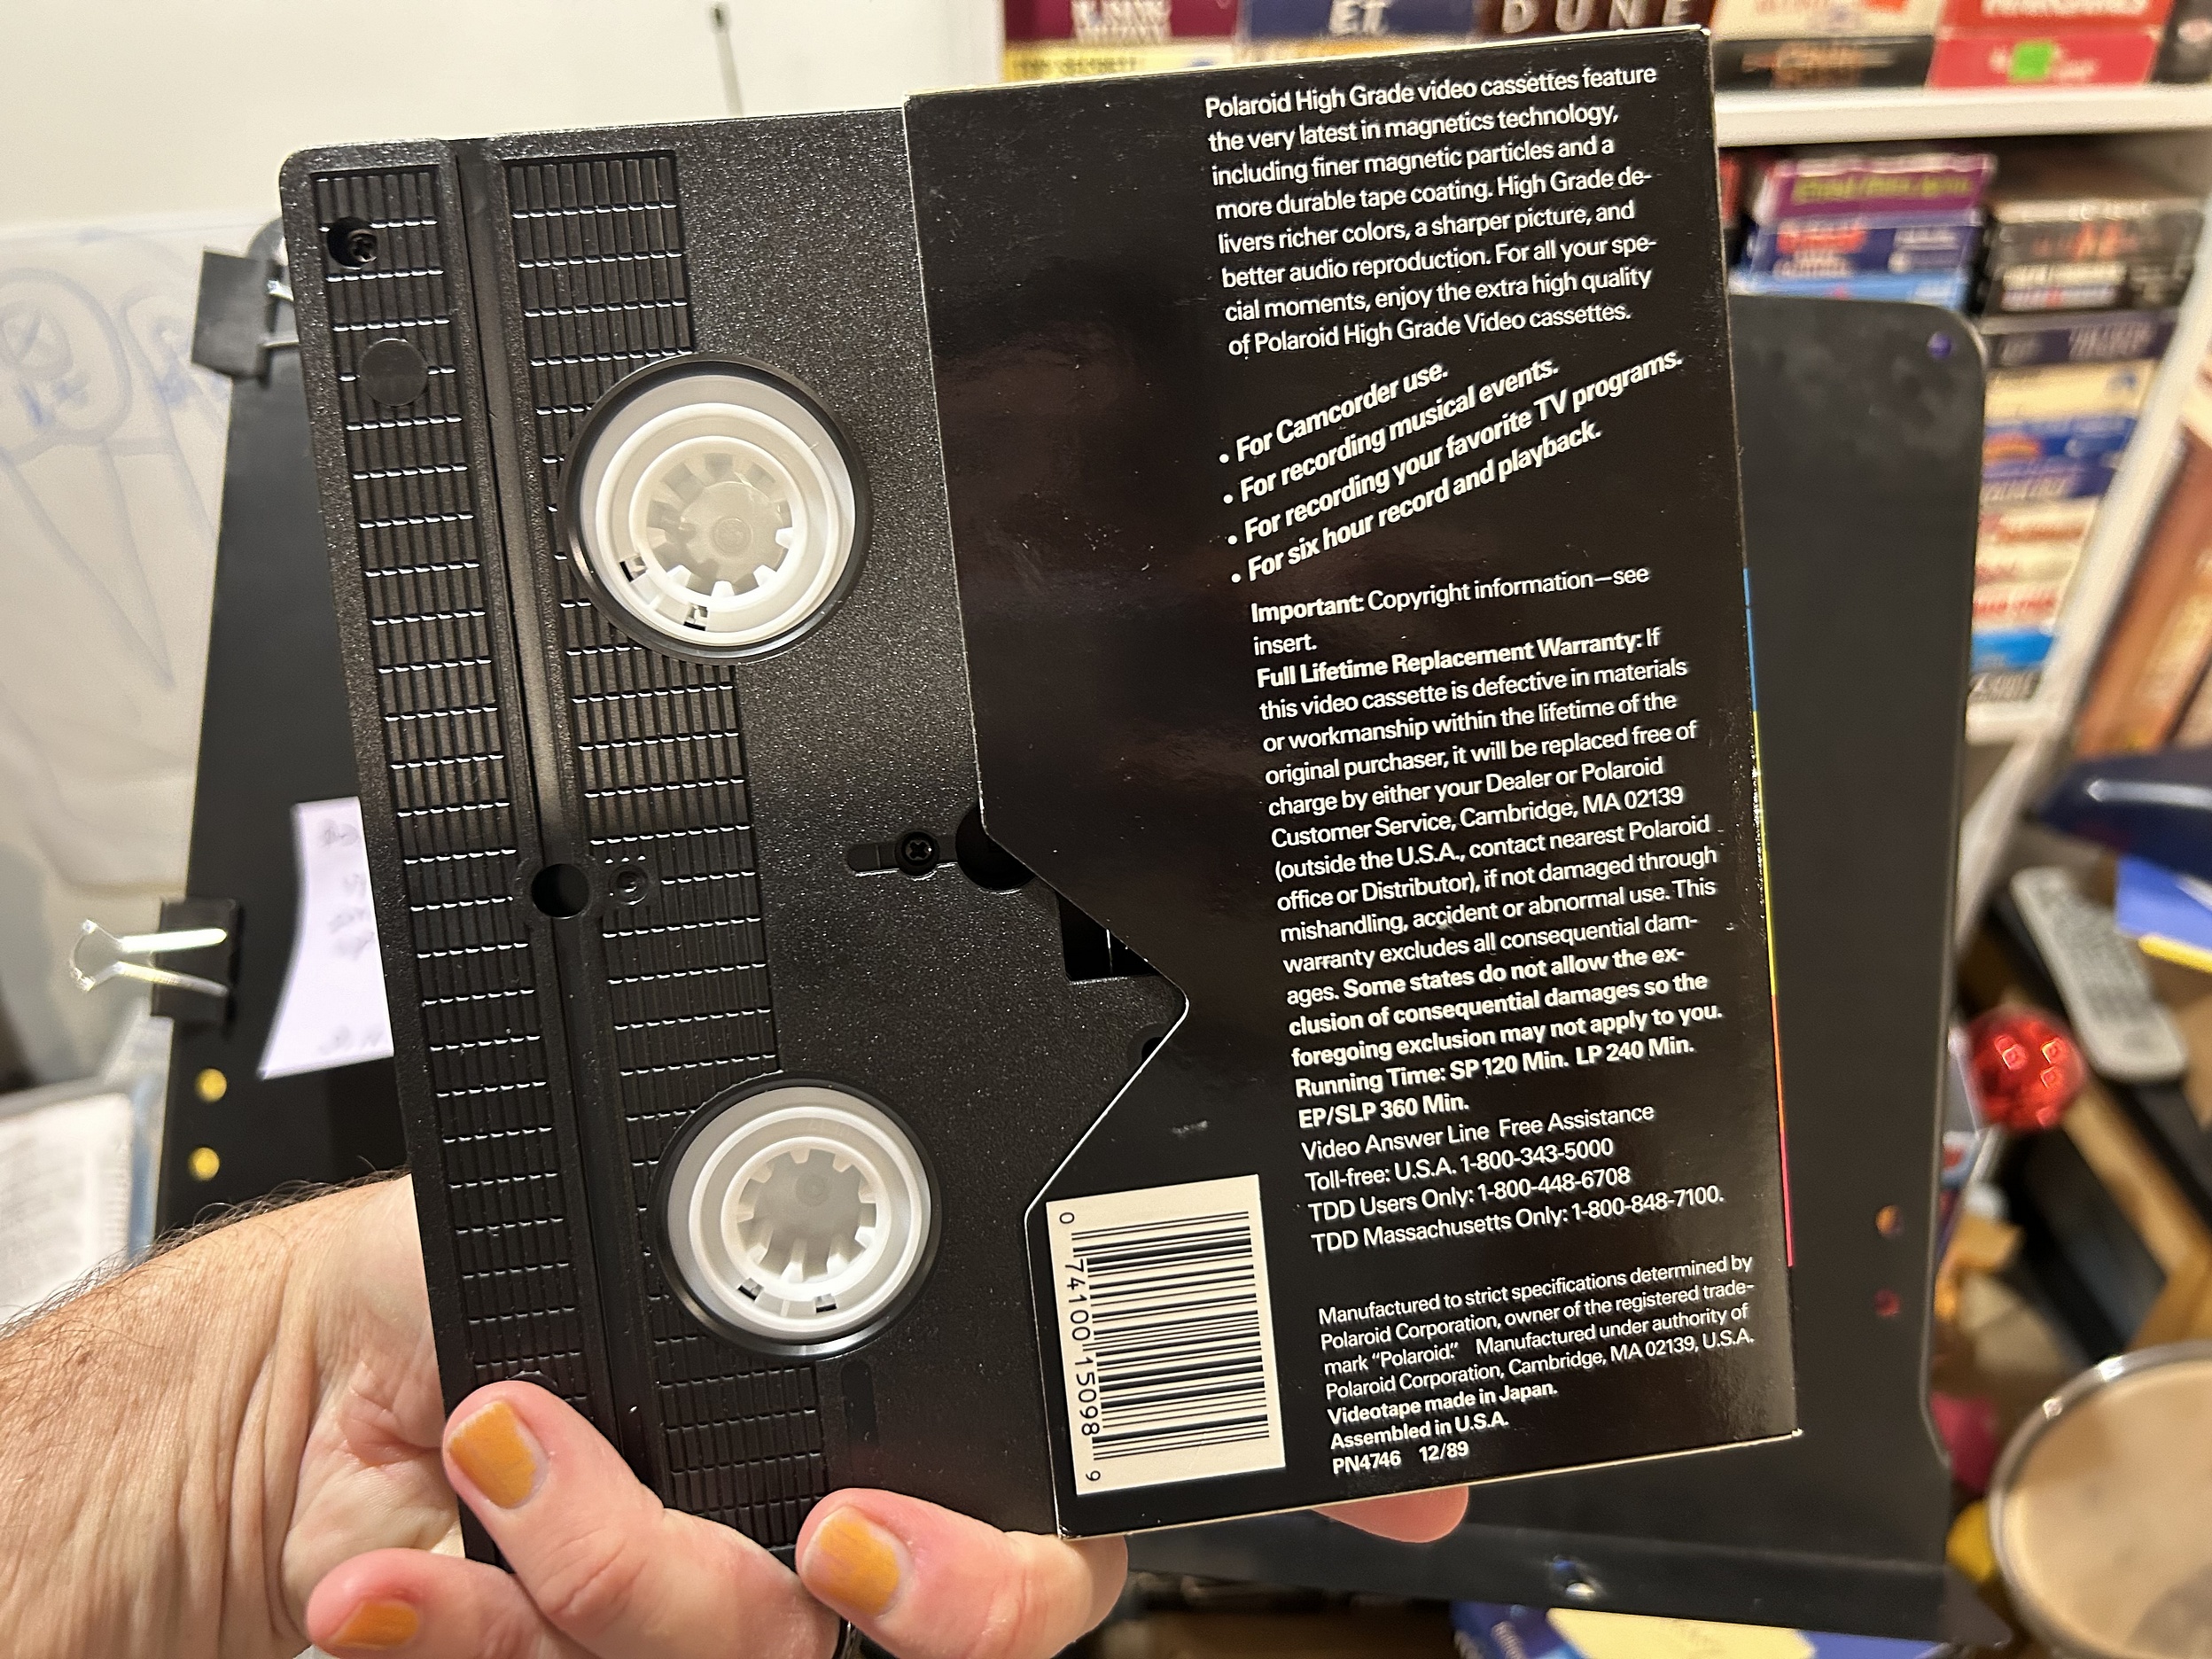 E.T.
DUNE
Polaroid High Grade video cassettes feature
the very latest in magnetics technology,
including finer magnetic particles and a
more durable tape coating. High Grade de-
livers richer colors, a sharper picture, and
better audio reproduction. For all your spe-
cial moments, enjoy the extra high quality
of Polaroid High Grade Video cassettes.
• For Camcorder use.
• For recording musical events.
• For recording your favorite TV programs.
• For six hour record and playback.
Important: Copyright information—see
insert.
Full Lifetime Replacement Warranty: If
this video cassette is defective in materials
or workmanship within the lifetime of the
original purchaser, it will be replaced free of
charge by either your Dealer or Polaroid
Customer Service, Cambridge, MA 02139
(outside the U.S.A., contact nearest Polaroid
office or Distributor), if not damaged through
mishandling, accident or abnormal use. This
warranty excludes all consequential dam-
ages. Some states do not allow the ex-
clusion of consequential damages so the
foregoing exclusion may not apply to you.
Running Time: SP 120 Min. LP 240 Min.
EP/SLP 360 Min.
Video Answer Line Free Assistance
Toll-free: U.S.A. 1-800-343-5000
TDD Users Only: 1-800-448-6708
TDD Massachusetts Only: 1-800-848-7100.
Manufactured to strict specifications determined by
Polaroid Corporation, owner of the registered trade-
mark “Polaroid.” Manufactured under authority of
Polaroid Corporation, Cambridge, MA 02139, U.S.A.
Videotape made in Japan.
Assembled in U.S.A.
PN4746 12/89
0 74100 15098 9